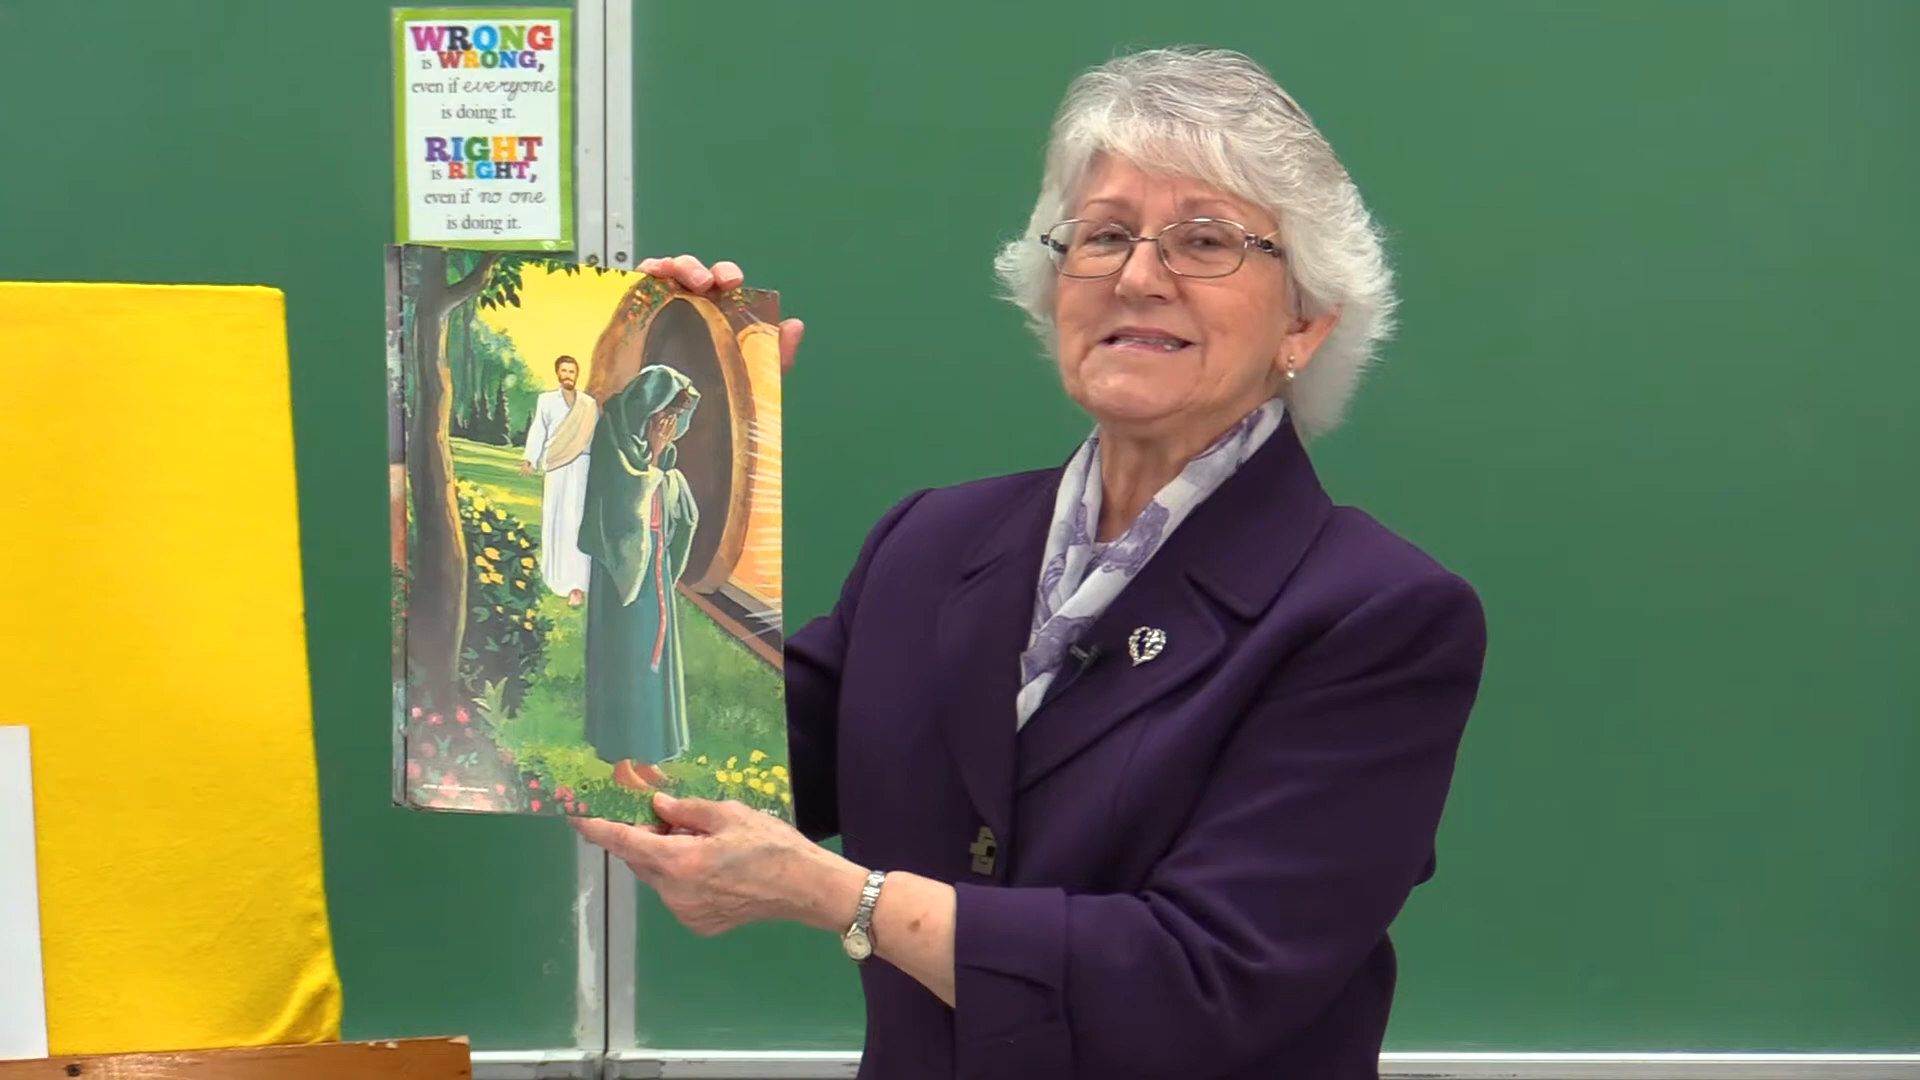 WRONG
is WRONG,
even if everyone
is doing it.
RIGHT
is RIGHT,
even if no one
is doing it.